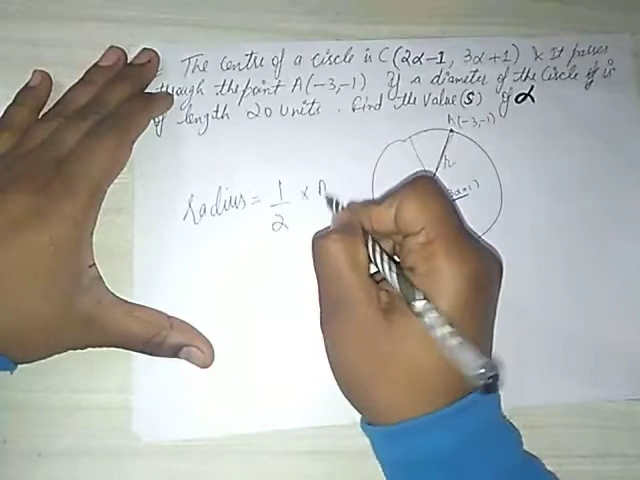 The centre of a circle is C(2α-1, 3α+1) & It passes
through the point A(-3,-1) If a diameter of the Circle is
of length 20 units. Find the Value(s) of α
A(-3,-1)
r
radius = 1/2 ×